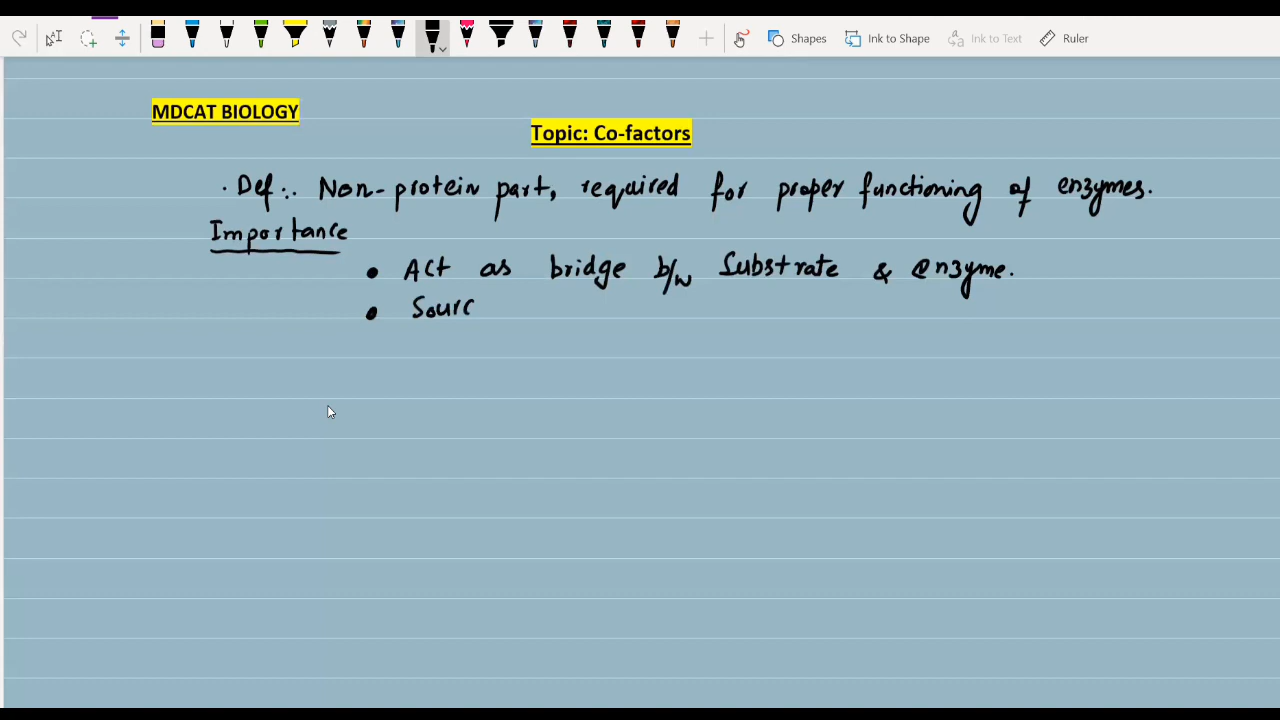 Shapes
Ink to Shape
Ink to Text
Ruler
MDCAT BIOLOGY
Topic: Co-factors
· Def:. Non-protein part, required for proper functioning of enzymes.
Importance
• Act as bridge b/w Substrate & enzyme.
• Sourc